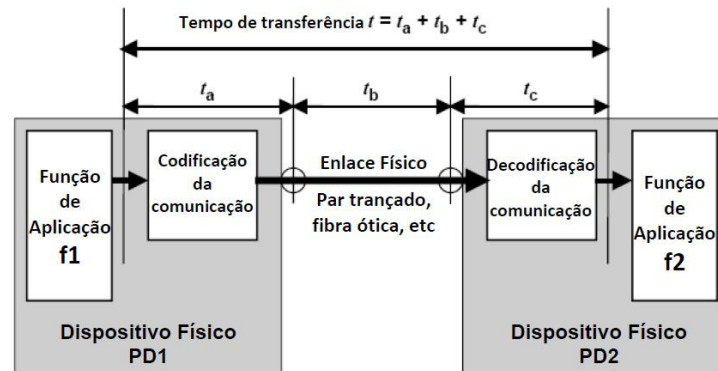 Tempo de transferência t = ta + tb + tc
ta
tb
tc
Função
de
Aplicação
f1
Codificação
da
comunicação
Enlace Físico
Par trançado,
fibra ótica, etc
Decodificação
da
comunicação
Função
de
Aplicação
f2
Dispositivo Físico
PD1
Dispositivo Físico
PD2